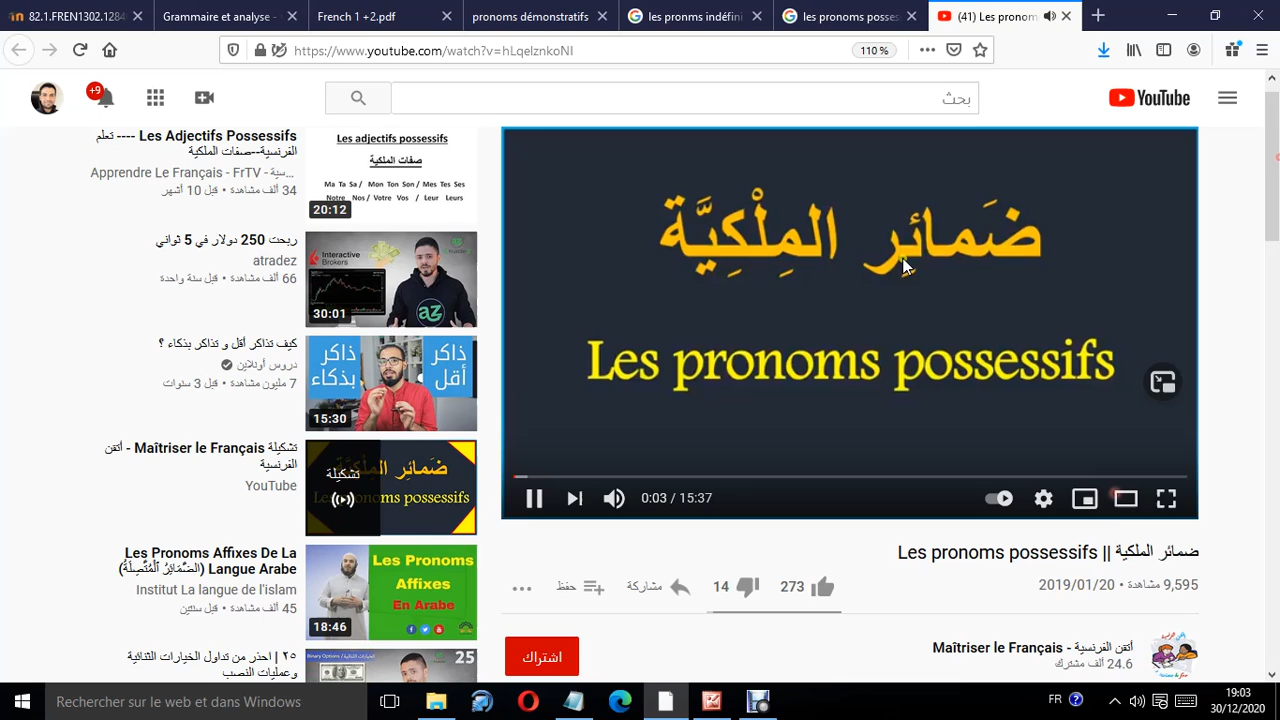 82.1.FREN1302.1284
Grammaire et analyse -
French 1 +2.pdf
pronoms démonstratifs
les pronms indéfini
les pronoms posses
(41) Les pronom
https://www.youtube.com/watch?v=hLqelznkoNI
110 %
+9
بحث
YouTube
Les Adjectifs Possessifs ---- تعلم
الفرنسية--صفات الملكية
Apprendre Le Français - FrTV - سية...
34 ألف مشاهدة • قبل 10 أشهر
Les adjectifs possessifs
صفات الملكية
Ma Ta Sa / Mon Ton Son / Mes Tes Ses
Notre Nos / Votre Vos / Leur Leurs
20:12
ربحت 250 دولار في 5 ثواني
atradez
66 ألف مشاهدة • قبل سنة واحدة
Interactive
Brokers
30:01
كيف تذاكر أقل و تذاكر بذكاء ؟
دروس أونلاين
7 مليون مشاهدة • قبل 3 سنوات
ذاكر
أقل
ذاكر
بذكاء
15:30
تشكيلة Maîtriser le Français - أتقن
الفرنسية
YouTube
ضَمائِر المِلْكِيَّة
تشكيلة
Les pronoms possessifs
Les Pronoms Affixes De La
Langue Arabe (الضَّمَائِرُ الْمُتَّصِلَةُ)
Institut La langue de l'islam
45 ألف مشاهدة • قبل سنتين
Les Pronoms
Affixes
En Arabe
18:46
٢٥ | احذر من تداول الخيارات الثنائية
وعمليات النصب
25
ضَمائِر المِلْكِيَّة
Les pronoms possessifs
0:03 / 15:37
ضمائر الملكية || Les pronoms possessifs
9,595 مشاهدة • 2019/01/20
273
14
مشاركة
حفظ
أتقن الفرنسية - Maîtriser le Français
24.6 ألف مشترك
اشتراك
Rechercher sur le web et dans Windows
FR
19:03
30/12/2020